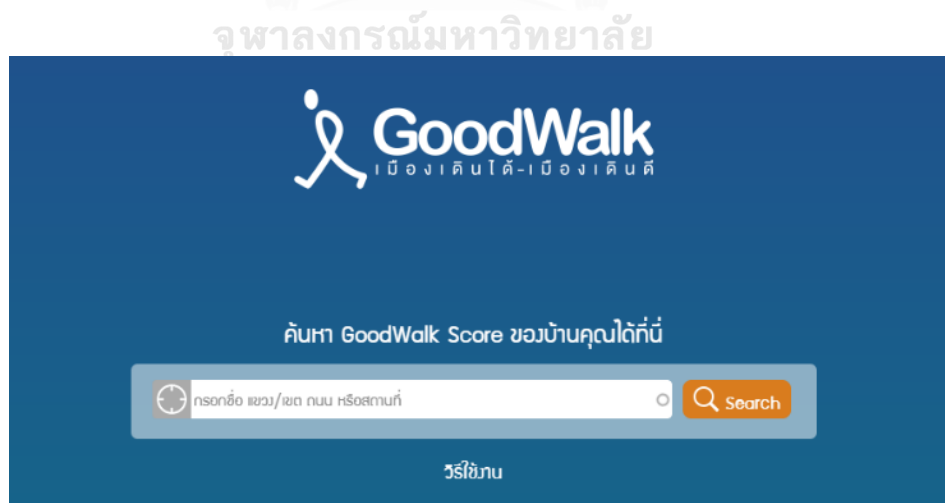 จุฬาลงกรณ์มหาวิทยาลัย
GoodWalk
เมืองเดินได้-เมืองเดินดี
ค้นหา GoodWalk Score ของบ้านคุณได้ที่นี่
กรอกชื่อ แขวง/เขต ถนน หรือสถานที่
Search
วิธีใช้งาน